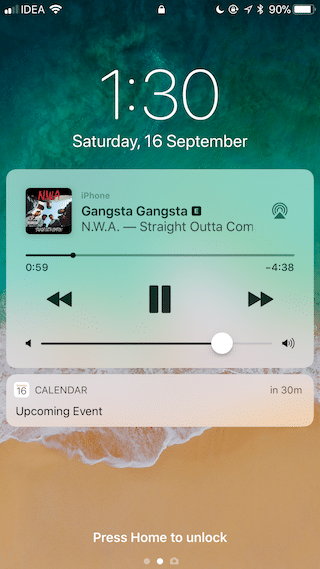 IDEA 90%
1:30
Saturday, 16 September
N.W.A
iPhone
Gangsta Gangsta E
N.W.A. — Straight Outta Com
0:59 −4:38
16 CALENDAR in 30m
Upcoming Event
Press Home to unlock